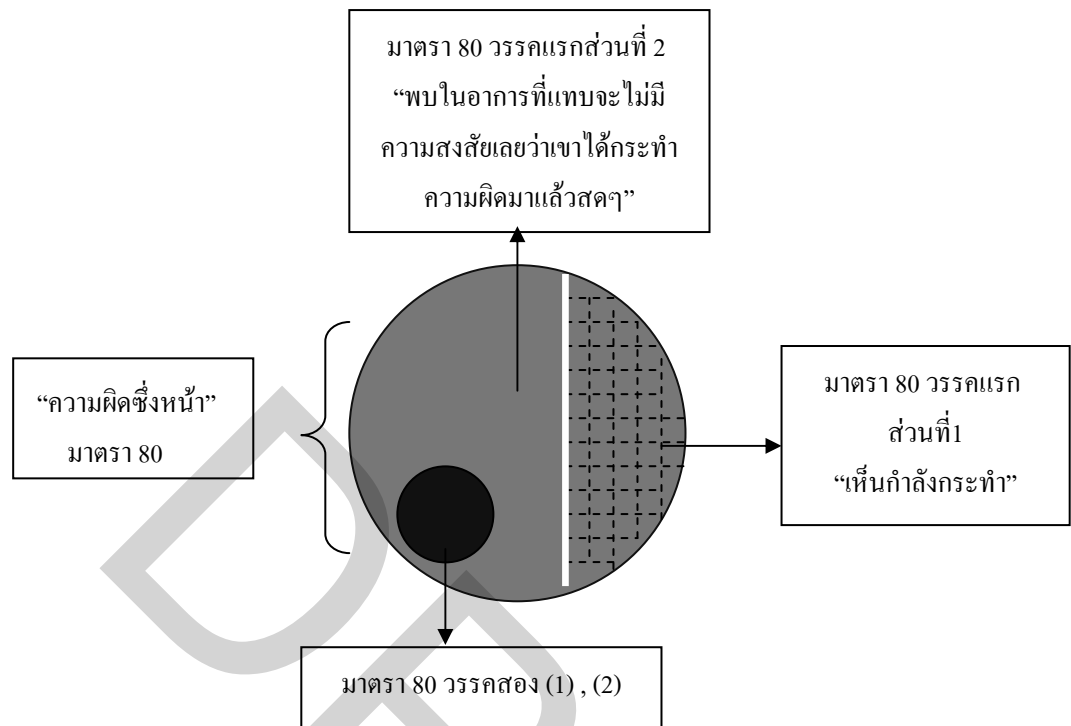 มาตรา 80 วรรคแรกส่วนที่ 2
“พบในอาการที่แทบจะไม่มี
ความสงสัยเลยว่าเขาได้กระทำ
ความผิดมาแล้วสดๆ”
“ความผิดซึ่งหน้า”
มาตรา 80
มาตรา 80 วรรคแรก
ส่วนที่1
“เห็นกำลังกระทำ”
มาตรา 80 วรรคสอง (1) , (2)